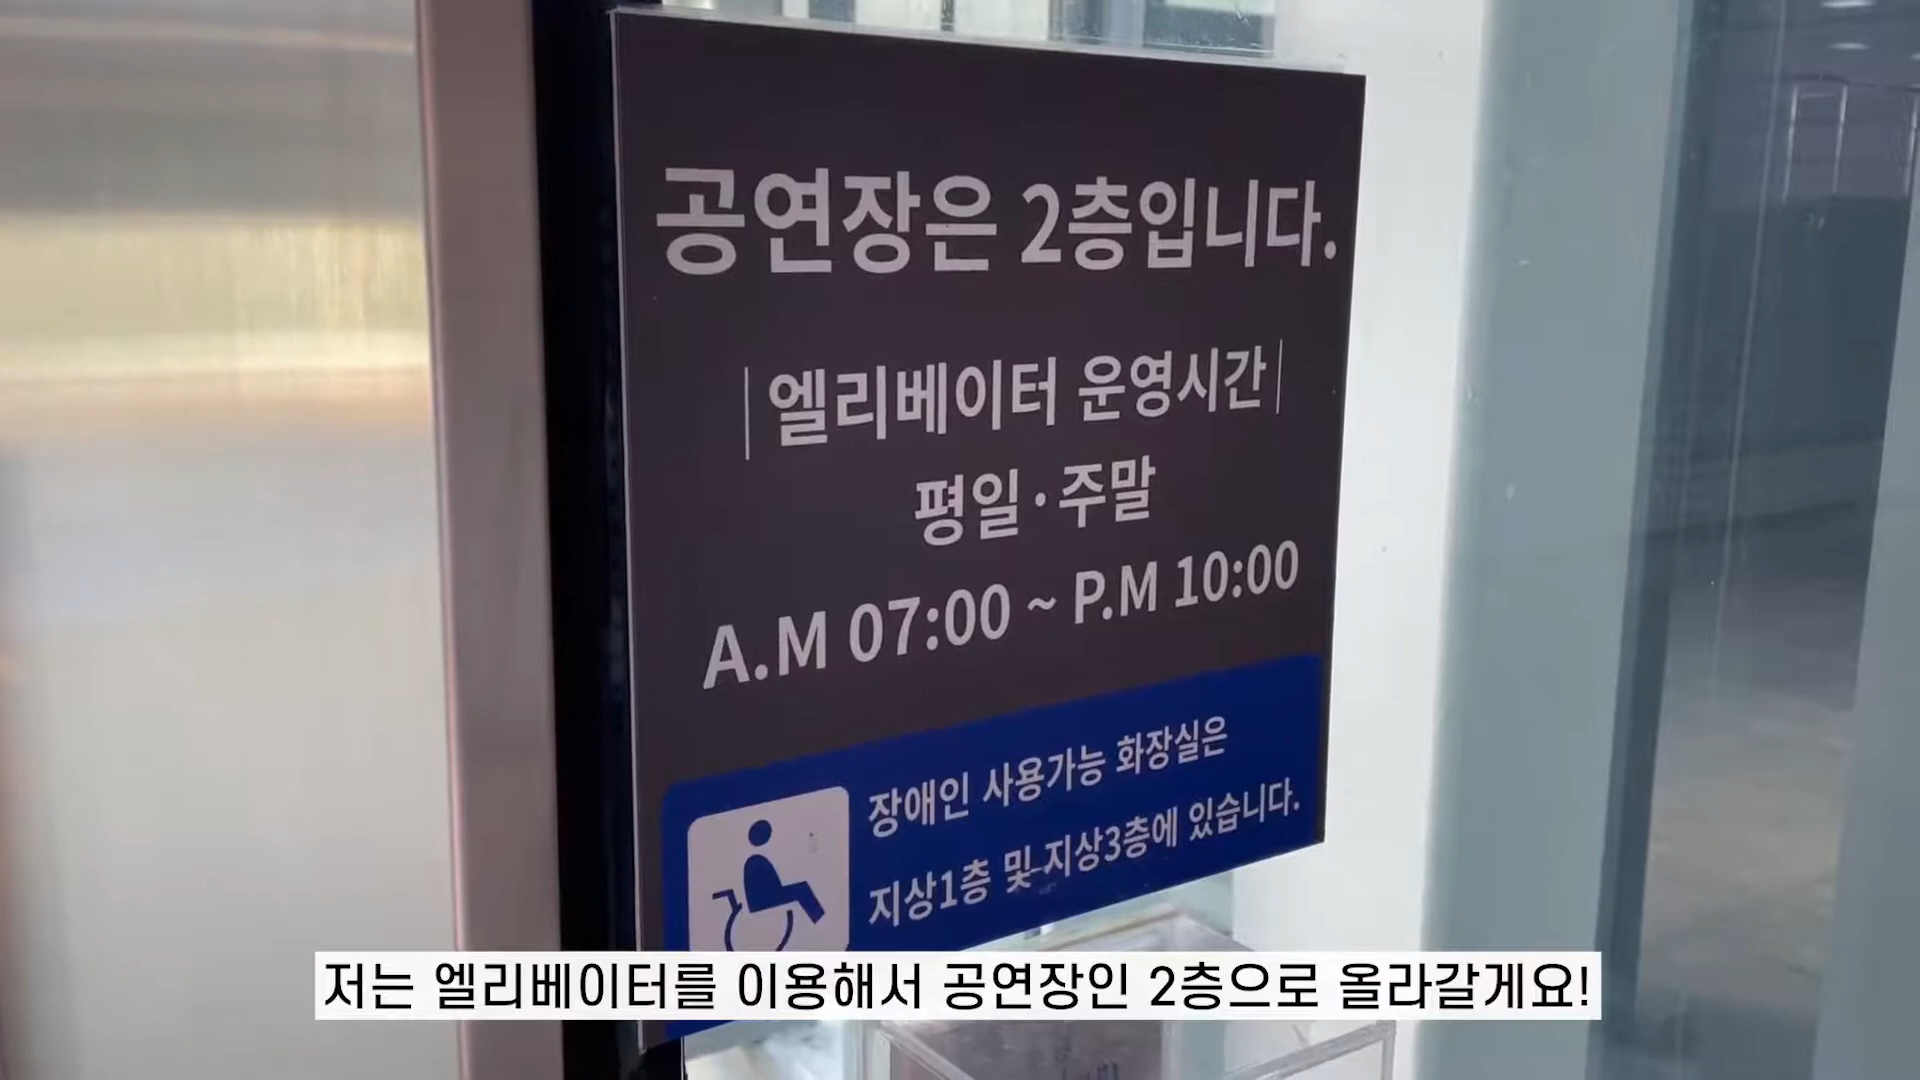 공연장은 2층입니다.
엘리베이터 운영시간
평일·주말
A.M 07:00 ~ P.M 10:00
장애인 사용가능 화장실은
지상1층 및 지상3층에 있습니다.
저는 엘리베이터를 이용해서 공연장인 2층으로 올라갈게요!